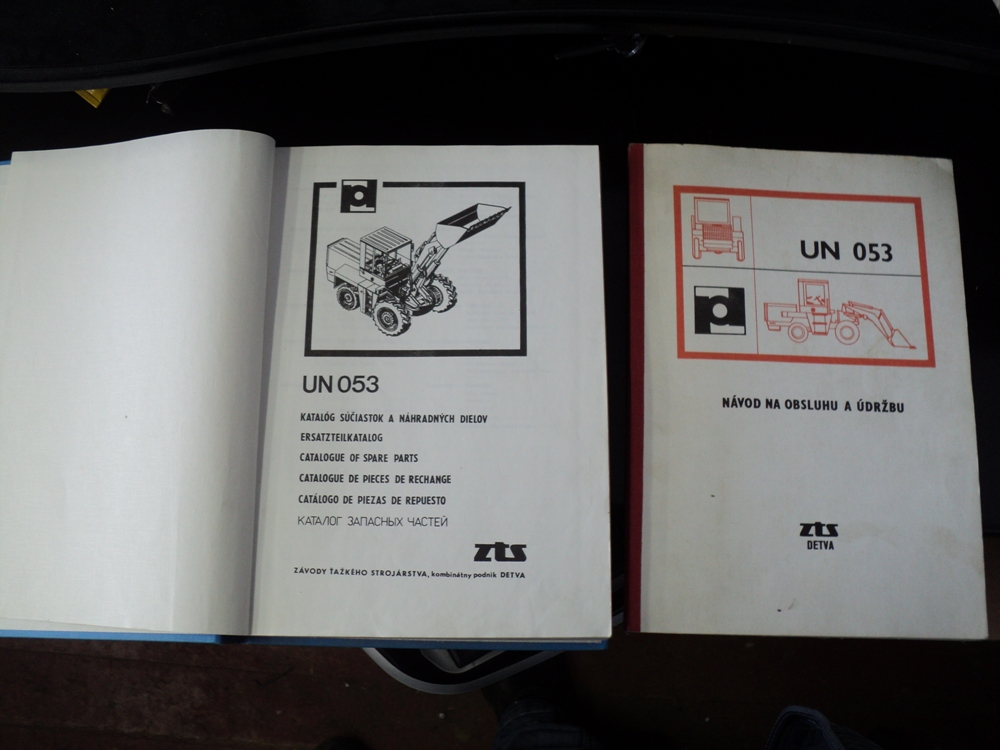 UN 053
KATALÓG SÚČIASTOK A NÁHRADNÝCH DIELOV
ERSATZTEILKATALOG
CATALOGUE OF SPARE PARTS
CATALOGUE DE PIECES DE RECHANGE
CATÁLOGO DE PIEZAS DE REPUESTO
КАТАЛОГ ЗАПАСНЫХ ЧАСТЕЙ
zts
ZÁVODY ŤAŽKÉHO STROJÁRSTVA, kombinátny podnik DETVA
UN 053
NÁVOD NA OBSLUHU A ÚDRŽBU
zts
DETVA